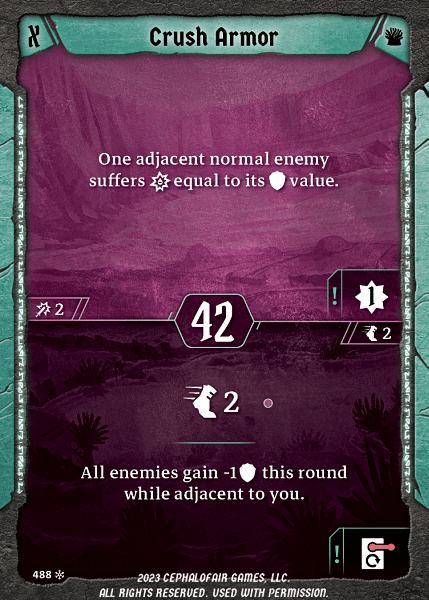 Crush Armor
One adjacent normal enemy
suffers equal to its value.
1
2
42
2
2
All enemies gain -1 this round
while adjacent to you.
488
2023 CEPHALOFAIR GAMES, LLC.
ALL RIGHTS RESERVED. USED WITH PERMISSION.